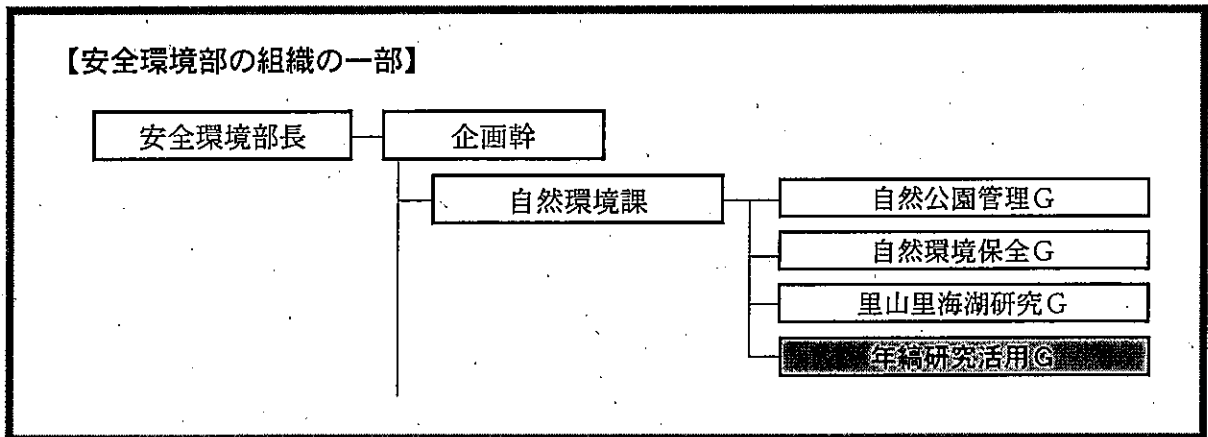 【安全環境部の組織の一部】
安全環境部長
企画幹
自然環境課
自然公園管理G
自然環境保全G
里山里海湖研究G
年縞研究活用G